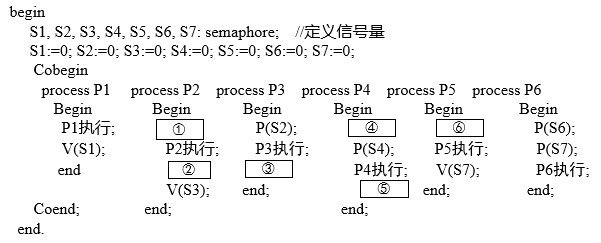 begin
S1, S2, S3, S4, S5, S6, S7: semaphore;    //定义信号量
S1:=0; S2:=0; S3:=0; S4:=0; S5:=0; S6:=0; S7:=0;
Cobegin
process P1    process P2    process P3    process P4    process P5    process P6
Begin    Begin    Begin    Begin    Begin    Begin
P1执行;    ①    P(S2);    ④    ⑥    P(S6);
V(S1);    P2执行;    P3执行;    P(S4);    P5执行;    P(S7);
end    ②    ③    P4执行;    V(S7);    P6执行;
V(S3);    end;    ⑤    end;    end;
Coend;    end;    end;
end.